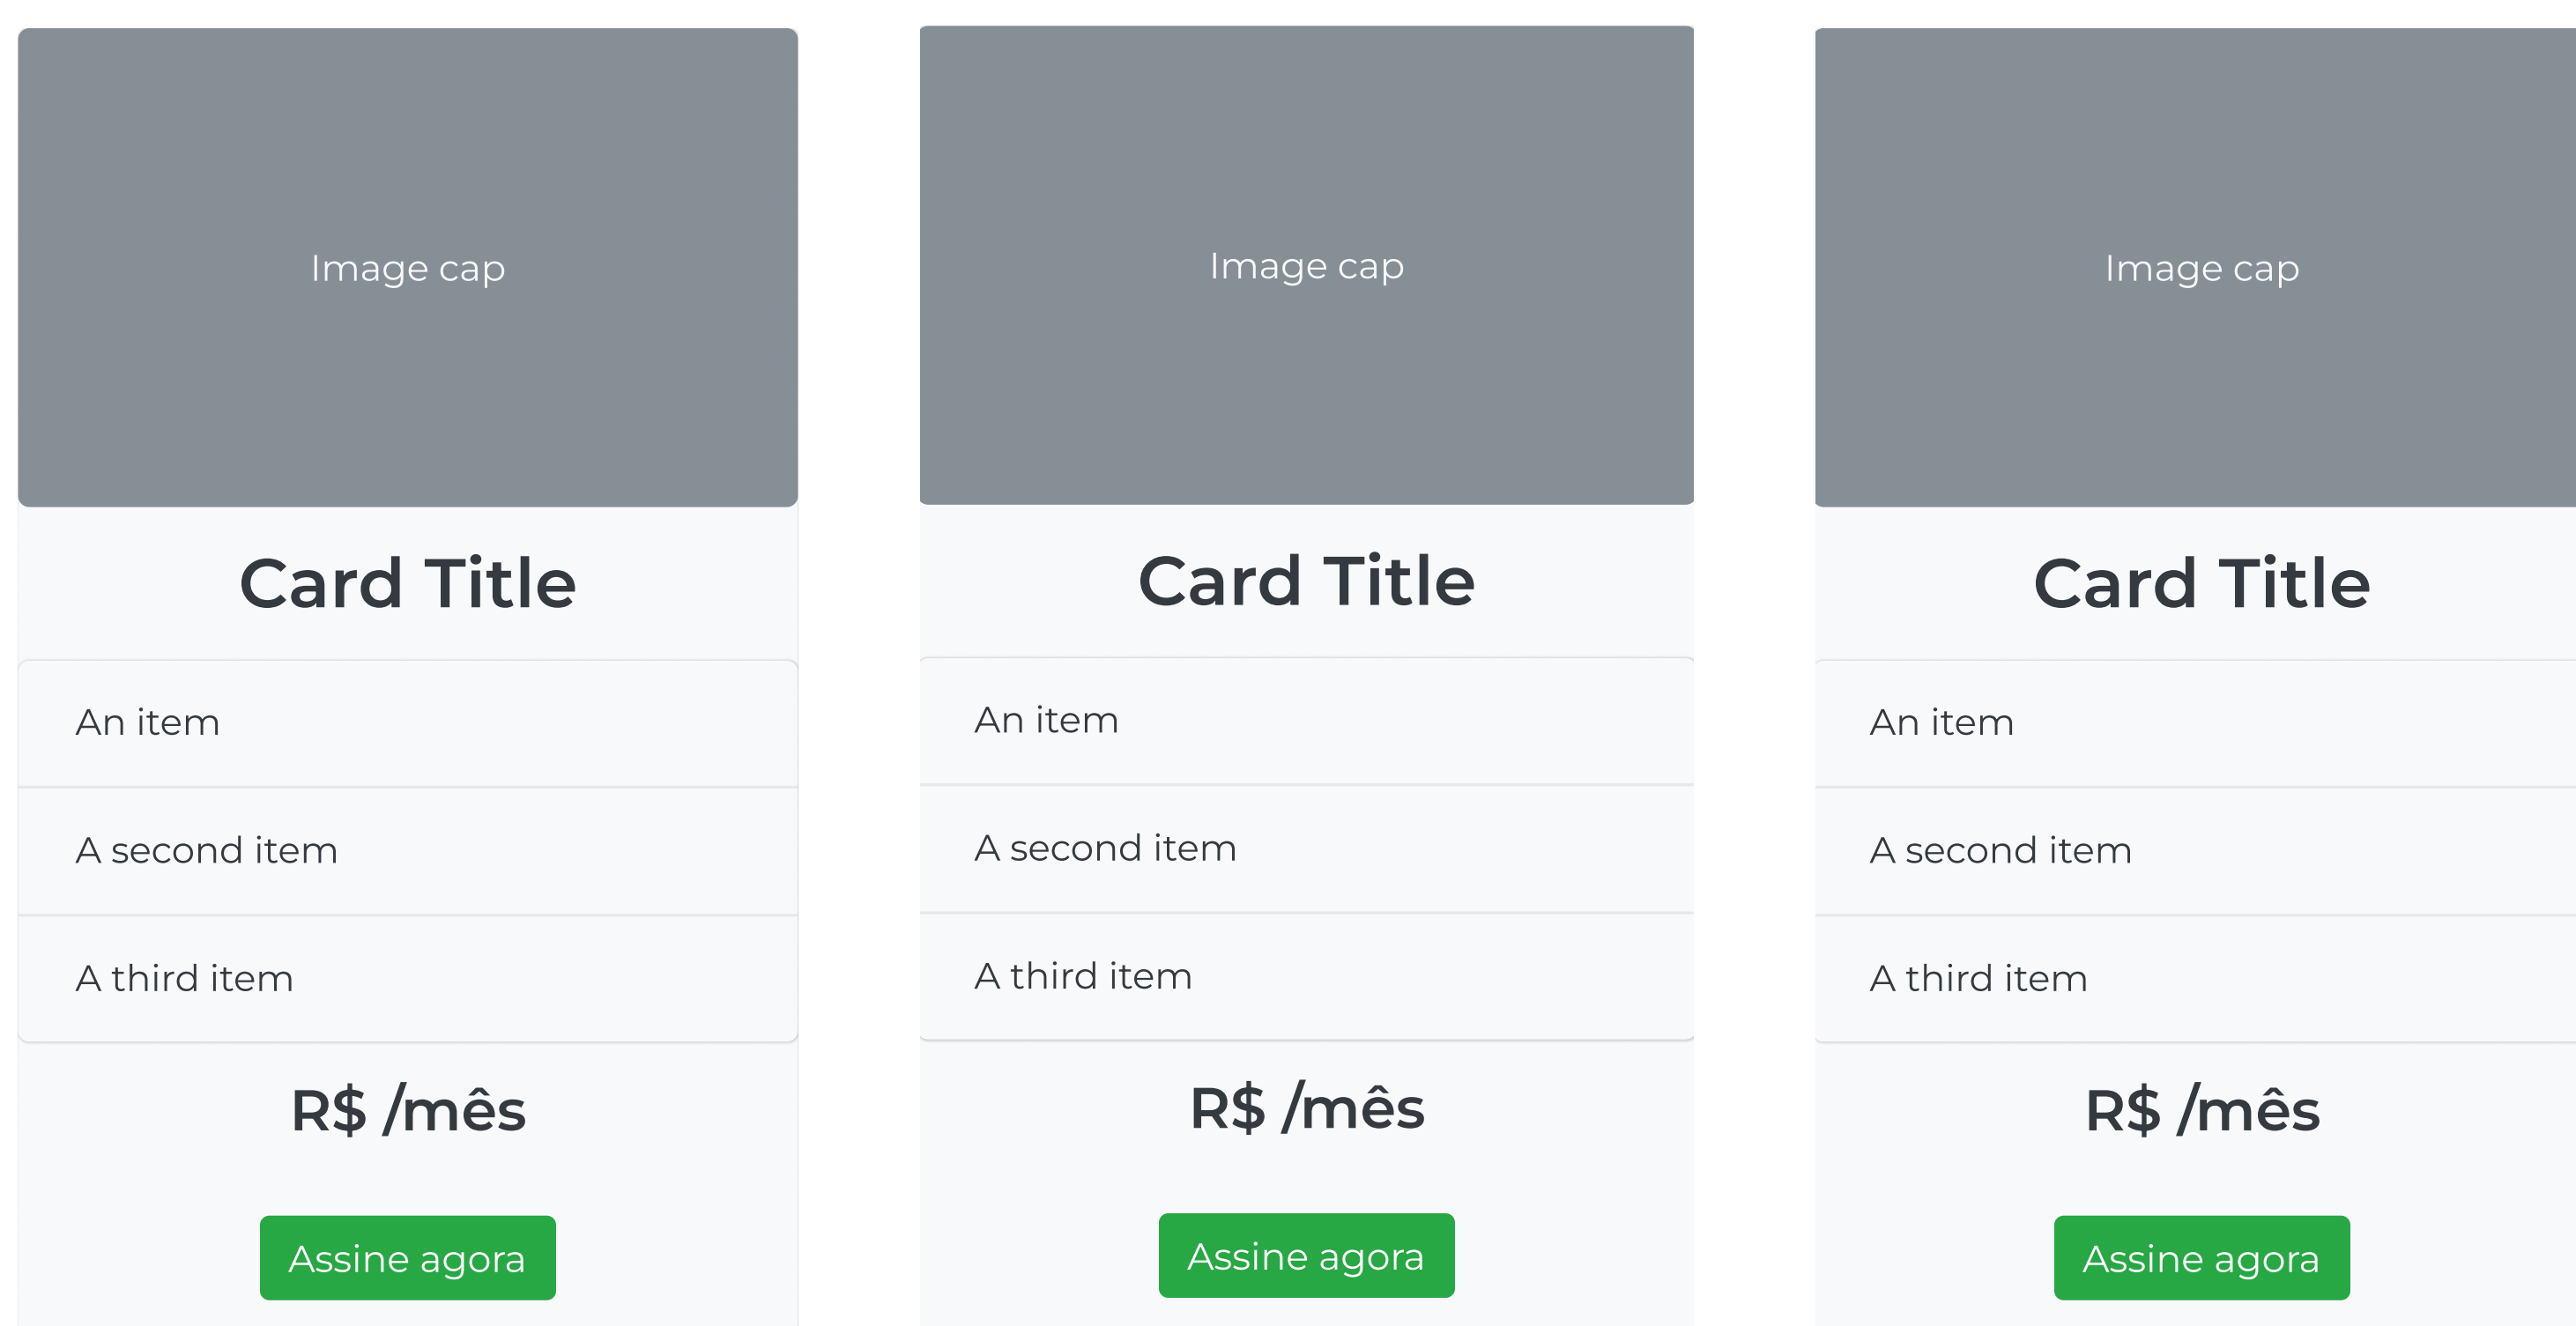 Image cap
Card Title
An item
A second item
A third item
R$ /mês
Assine agora
Image cap
Card Title
An item
A second item
A third item
R$ /mês
Assine agora
Image cap
Card Title
An item
A second item
A third item
R$ /mês
Assine agora